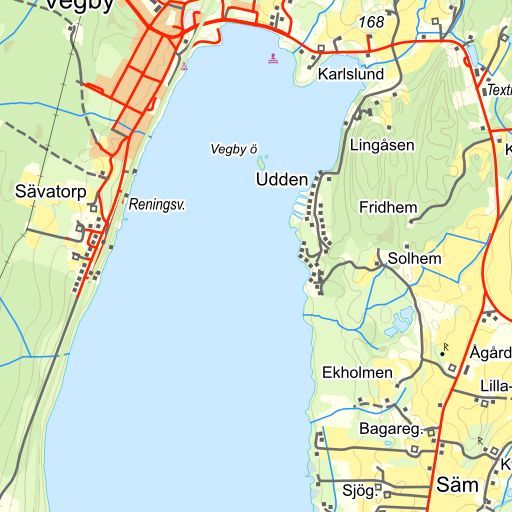 Vegby
168
Karlslund
Textil
Lingåsen
Vegby ö
Udden
Sävatorp
Reningsv.
Fridhem
Solhem
R
Ågård
Ekholmen
Lilla-
Bagareg.
R
Sjög.
Säm